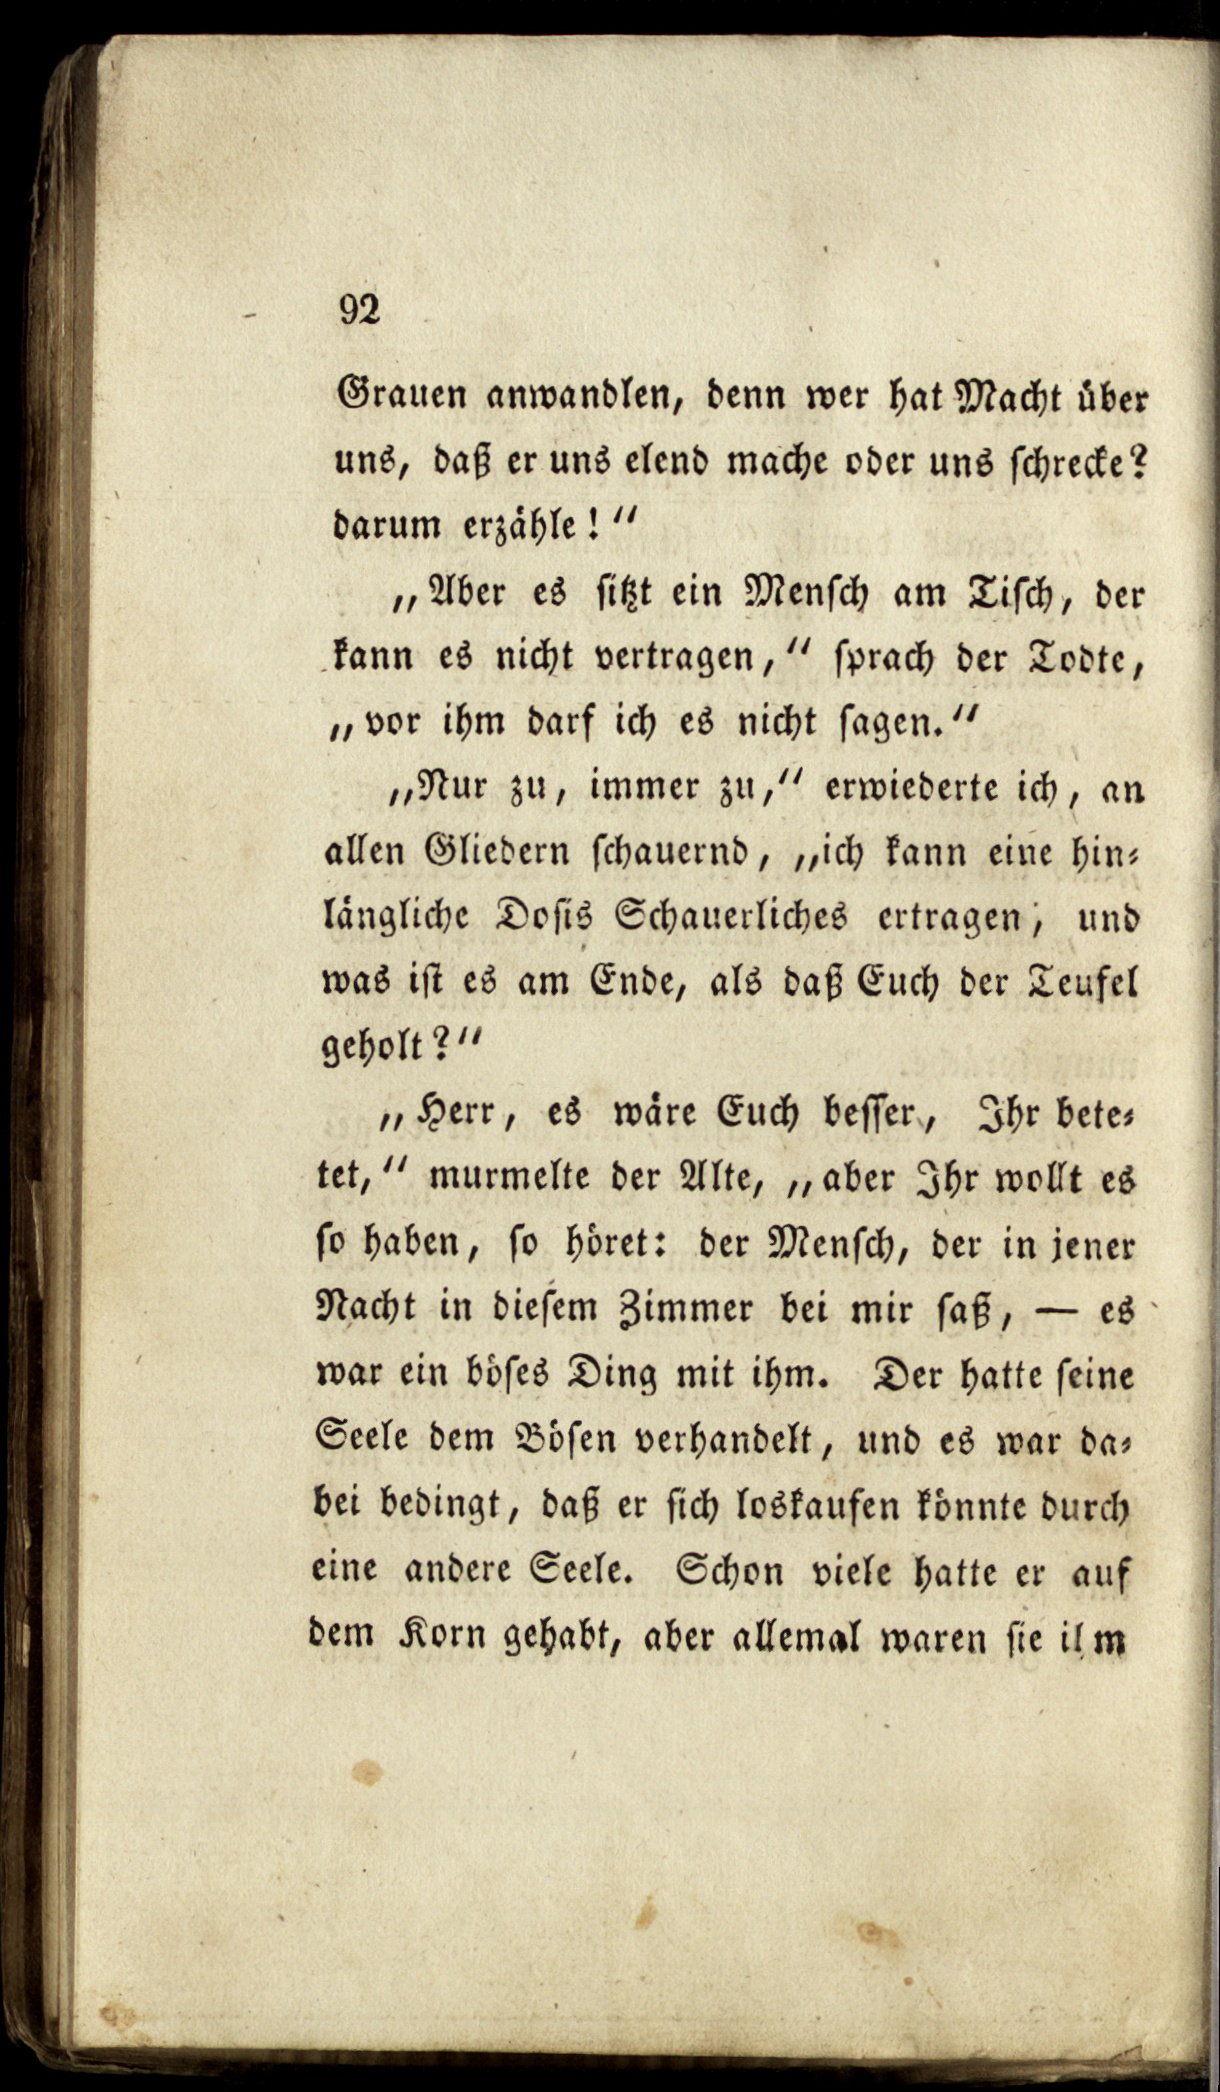 92
Grauen anwandlen, denn wer hat Macht über
uns, daß er uns elend mache oder uns ſchrecke?
darum erzähle!“
„Aber es ſitzt ein Menſch am Tiſch, der
kann es nicht vertragen,“ ſprach der Todte,
„vor ihm darf ich es nicht ſagen.“
„Nur zu, immer zu,“ erwiederte ich, an
allen Gliedern ſchauernd, „ich kann eine hin⸗
längliche Doſis Schauerliches ertragen, und
was iſt es am Ende, als daß Euch der Teufel
geholt?“
„Herr, es wäre Euch beſſer, Ihr bete⸗
tet,“ murmelte der Alte, „aber Ihr wollt es
ſo haben, ſo höret: der Menſch, der in jener
Nacht in dieſem Zimmer bei mir ſaß, — es
war ein böſes Ding mit ihm. Der hatte ſeine
Seele dem Böſen verhandelt, und es war da⸗
bei bedingt, daß er ſich loskaufen könnte durch
eine andere Seele. Schon viele hatte er auf
dem Korn gehabt, aber allemal waren ſie ihm